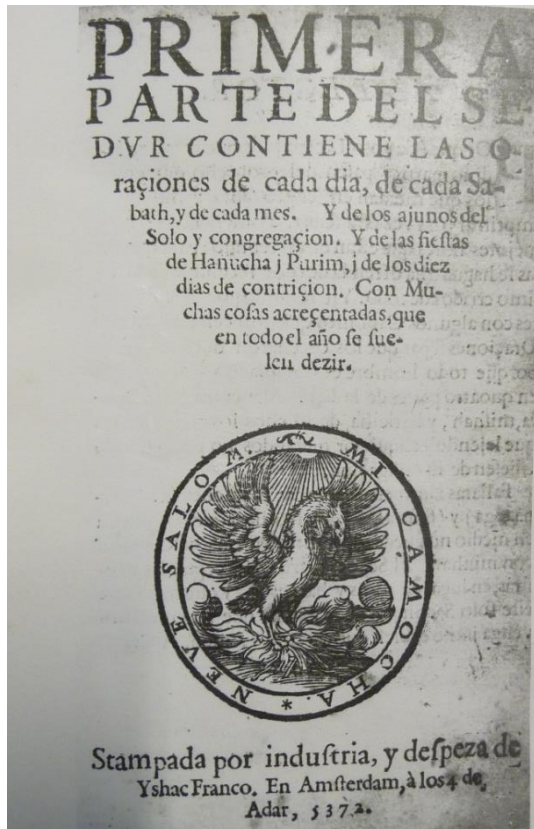 PRIMERA
PARTE DEL SE
DVR CONTIENE LAS O-
raçiones de cada dia, de cada Sa-
bath, y de cada mes. Y de los ajunos del
Solo y congregaçion. Y de las fieſtas
de Hanucha j Purim, j de los diez
dias de contriçion. Con Mu-
chas coſas acreçentadas, que
en todo el año ſe ſue-
len dezir.
NEVE SALOM. MI CAMOCHA. *
Stampada por induſtria, y deſpeza de
Yshac Franco. En Amſterdam, à los 4 de
Adar, 5372.